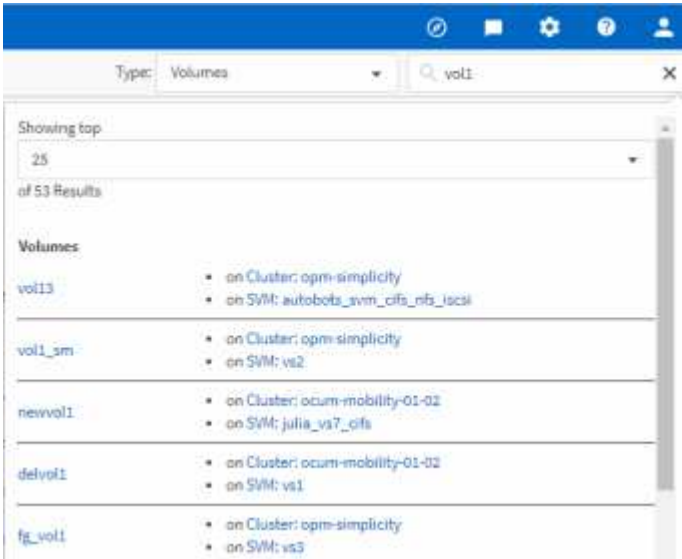 Type: Volumes vol1
Showing top
25
of 53 Results
Volumes
vol13
on Cluster: opm-simplicity
on SVM: autobots_svm_cifs_nfs_iscsi
vol1_sm
on Cluster: opm-simplicity
on SVM: vs2
newvol1
on Cluster: ocum-mobility-01-02
on SVM: julia_vs7_cifs
delvol1
on Cluster: ocum-mobility-01-02
on SVM: vs1
fg_vol1
on Cluster: opm-simplicity
on SVM: vs3